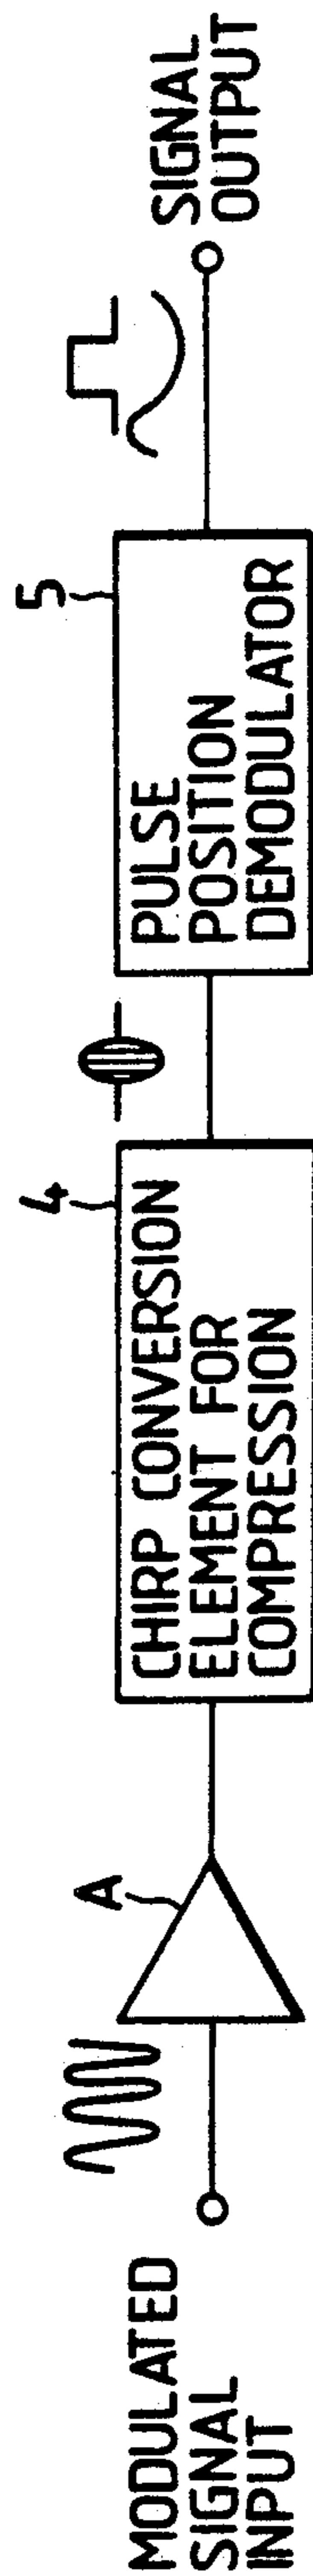 MODULATED
SIGNAL
INPUT
A
4
CHIRP CONVERSION
ELEMENT FOR
COMPRESSION
5
PULSE
POSITION
DEMODULATOR
SIGNAL
OUTPUT